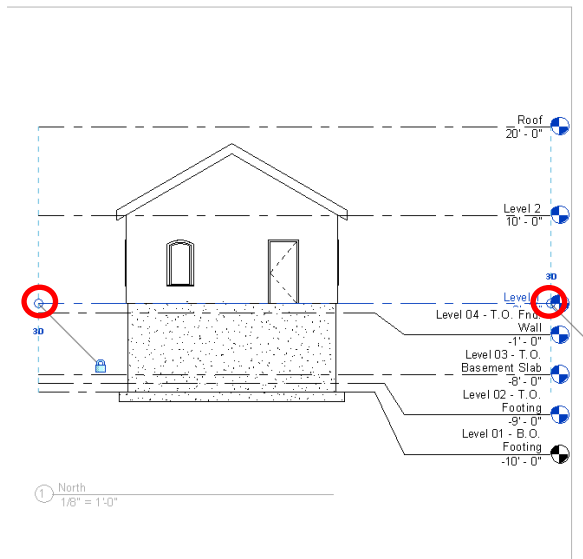 Roof
20' - 0"
Level 2
10' - 0"
3D
Level 1
Level 04 - T.O. Fnd.
Wall
-1' - 0"
3D
Level 03 - T.O.
Basement Slab
-8' - 0"
Level 02 - T.O.
Footing
-9' - 0"
Level 01 - B.O.
Footing
-10' - 0"
1 North
1/8" = 1'-0"